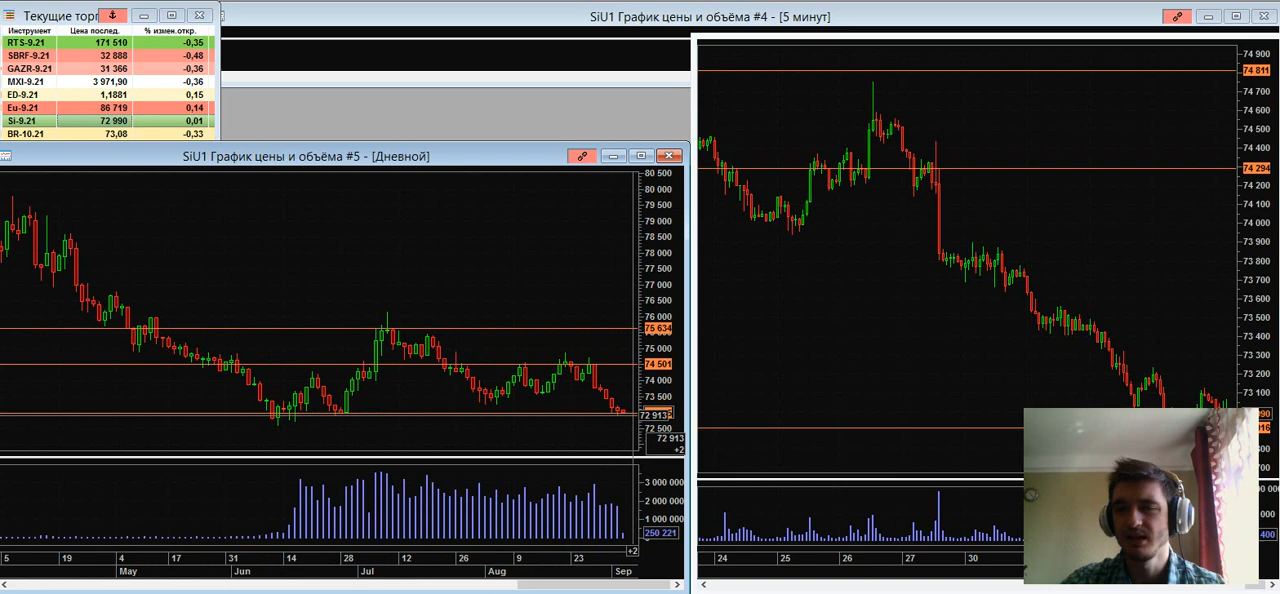 Текущие торг
Инструмент Цена послед. % измен.откр.
RTS-9.21 171 510 -0,35
SBRF-9.21 32 888 -0,48
GAZR-9.21 31 366 -0,36
MXI-9.21 3 971,90 -0,36
ED-9.21 1,1881 0,15
Eu-9.21 86 719 0,14
Si-9.21 72 990 0,01
BR-10.21 73,08 -0,33
SiU1 График цены и объёма #4 - [5 минут]
74 900
74 811
74 700
74 600
74 500
74 400
74 294
74 200
74 100
74 000
73 900
73 800
73 700
73 600
73 500
73 400
73 300
73 200
73 100
24 25 26 27 30
SiU1 График цены и объёма #5 - [Дневной]
80 500
80 000
79 500
79 000
78 500
78 000
77 500
77 000
76 500
76 000
75 634
75 000
74 501
74 000
73 500
72 913
72 500
72 913
+2
3 000 000
2 000 000
1 000 000
250 221
+2
5 19 4 17 31 14 28 12 26 9 23
May Jun Jul Aug Sep